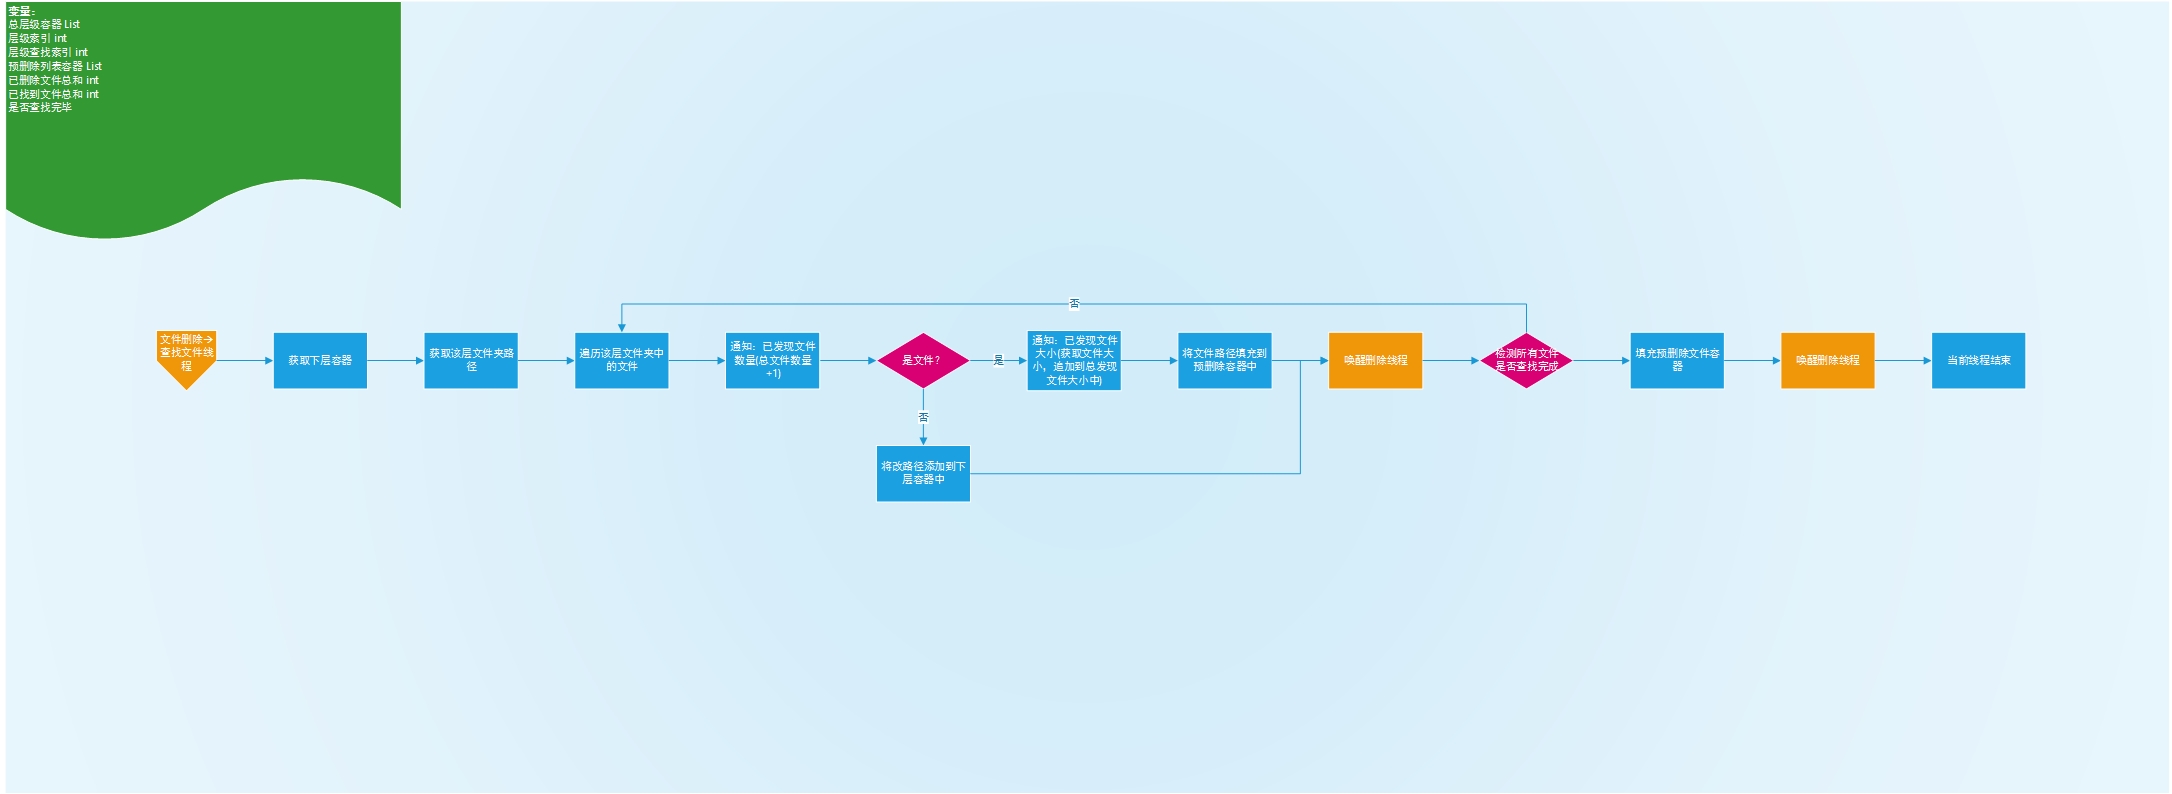 变量：
总层级容器 List
层级索引 int
层级查找索引 int
预删除列表容器 List
已删除文件总和 int
已找到文件总和 int
是否查找完毕
否
文件删除→
查找文件线
程
获取下层容器
获取该层文件夹路
径
遍历该层文件夹中
的文件
通知：已发现文件
数量(总文件数量
+1)
是文件？
是
通知：已发现文件
大小(获取文件大
小，追加到总发现
文件大小中)
将文件路径填充到
预删除容器中
唤醒删除线程
检测所有文件
是否查找完成
填充预删除文件容
器
唤醒删除线程
当前线程结束
否
将改路径添加到下
层容器中